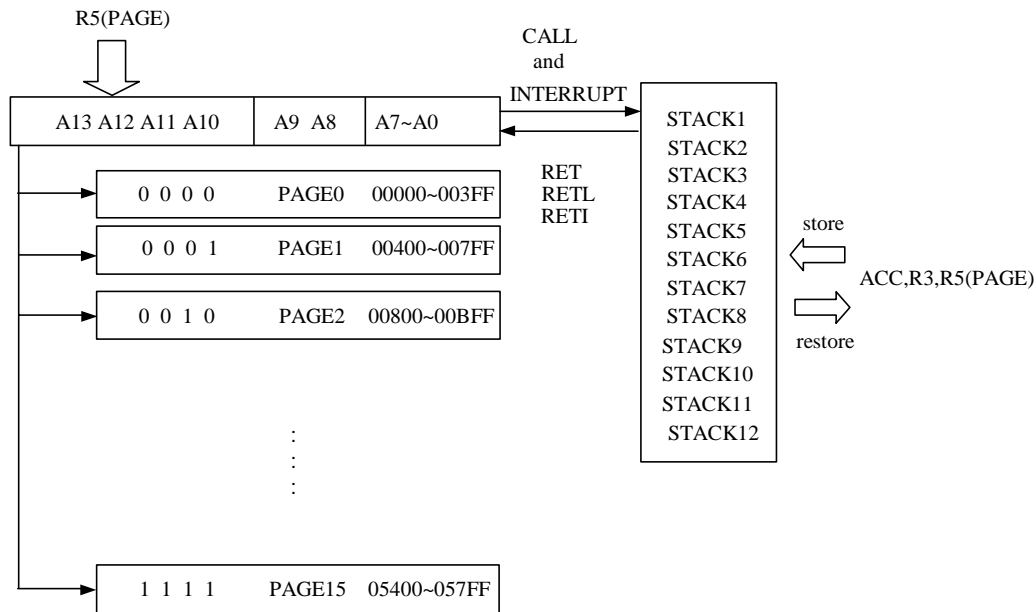 R5(PAGE)
CALL
and
INTERRUPT
A13 A12 A11 A10 A9 A8 A7~A0
RET
RETL
RETI
0 0 0 0 PAGE0 00000~003FF
0 0 0 1 PAGE1 00400~007FF
0 0 1 0 PAGE2 00800~00BFF
1 1 1 1 PAGE15 05400~057FF
STACK1
STACK2
STACK3
STACK4
STACK5
STACK6
STACK7
STACK8
STACK9
STACK10
STACK11
STACK12
store
ACC,R3,R5(PAGE)
restore